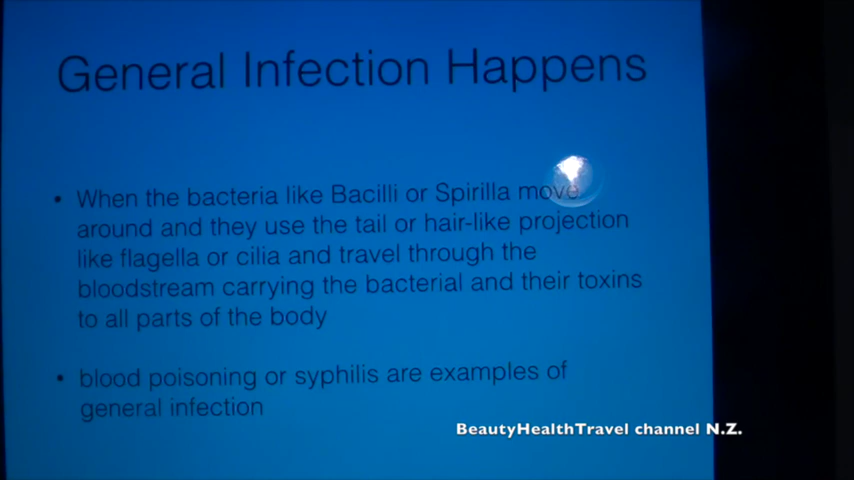 General Infection Happens
• When the bacteria like Bacilli or Spirilla move
around and they use the tail or hair-like projection
like flagella or cilia and travel through the
bloodstream carrying the bacterial and their toxins
to all parts of the body
• blood poisoning or syphilis are examples of
general infection
BeautyHealthTravel channel N.Z.